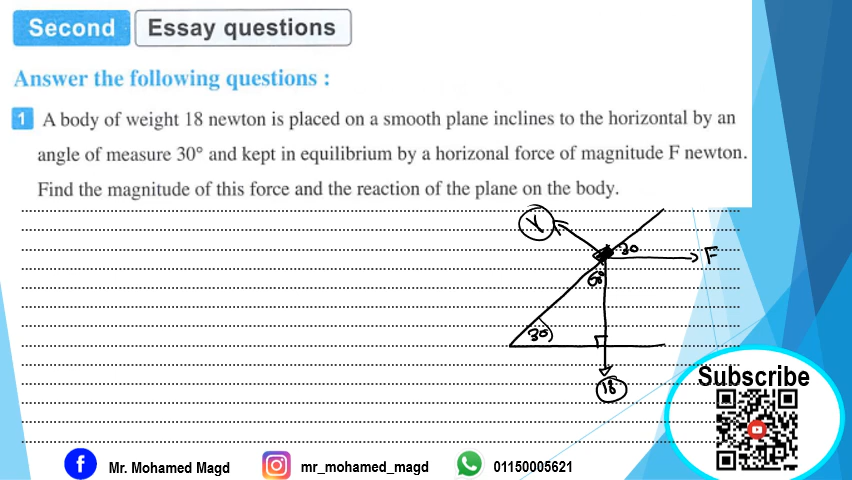 Second Essay questions
Answer the following questions :
1 A body of weight 18 newton is placed on a smooth plane inclines to the horizontal by an
angle of measure 30° and kept in equilibrium by a horizonal force of magnitude F newton.
Find the magnitude of this force and the reaction of the plane on the body.
30
F
30
18
Subscribe
Mr. Mohamed Magd mr_mohamed_magd 01150005621